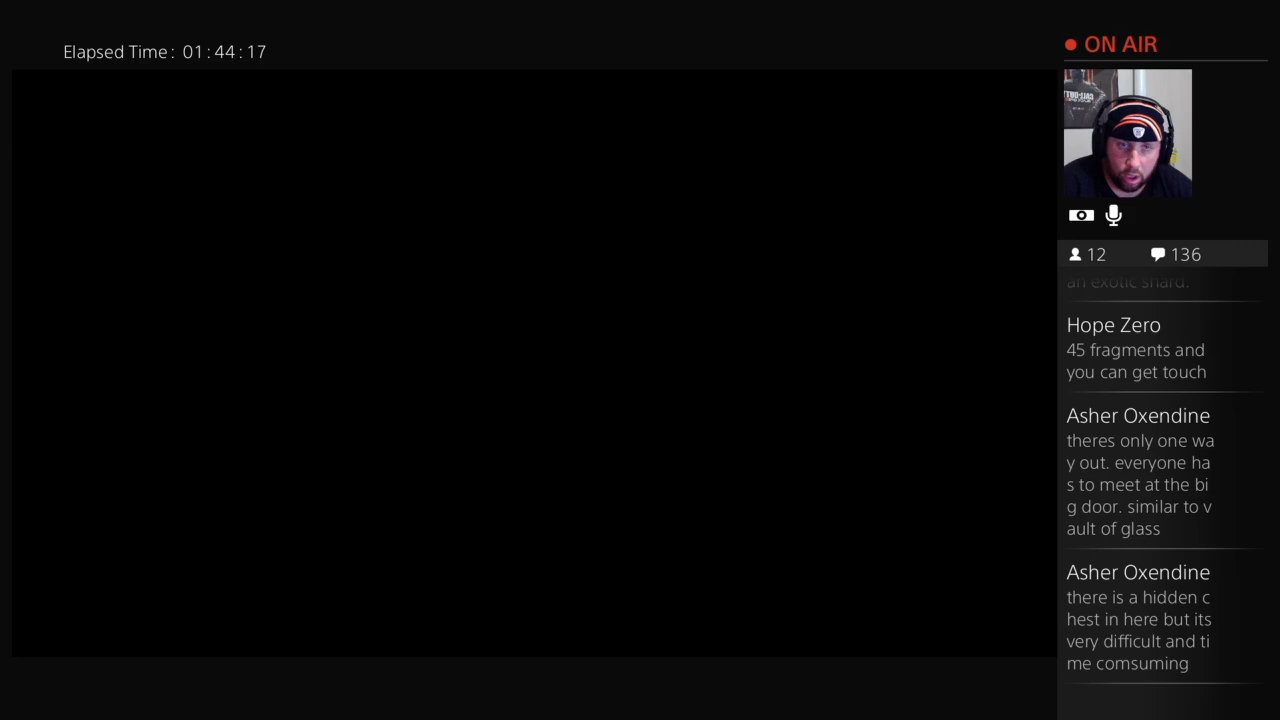 Elapsed Time: 01:44:17
ON AIR
12 136
an exotic shard.
Hope Zero
45 fragments and
you can get touch
Asher Oxendine
theres only one wa
y out. everyone ha
s to meet at the bi
g door. similar to v
ault of glass
Asher Oxendine
there is a hidden c
hest in here but its
very difficult and ti
me comsuming